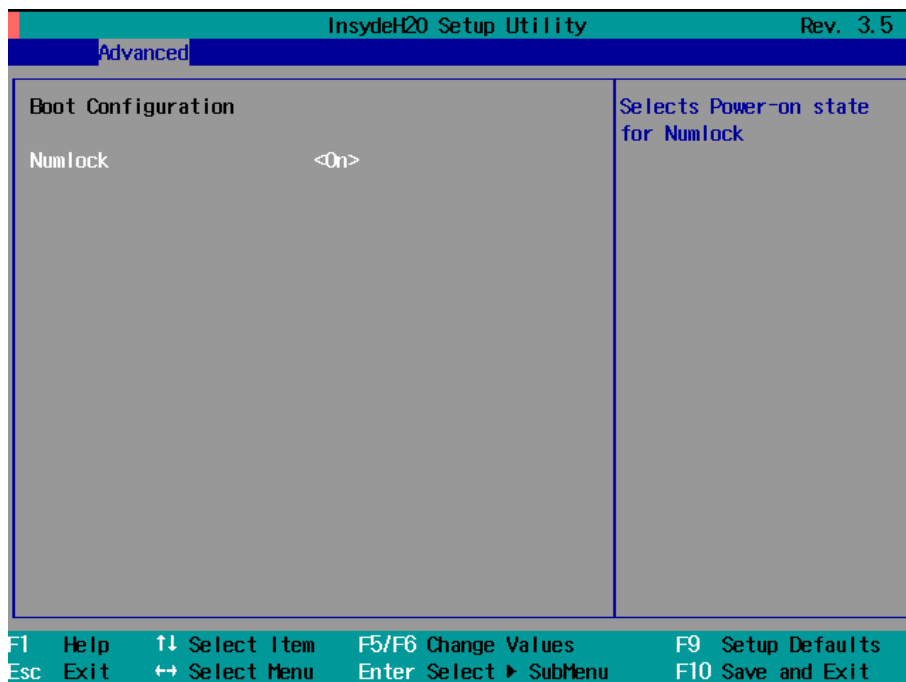 InsydeH2O Setup Utility Rev. 3.5
Advanced
Boot Configuration
Numlock <On>
Selects Power-on state
for Numlock
F1 Help ↑↓ Select Item F5/F6 Change Values F9 Setup Defaults
Esc Exit ↔ Select Menu Enter Select ▶ SubMenu F10 Save and Exit